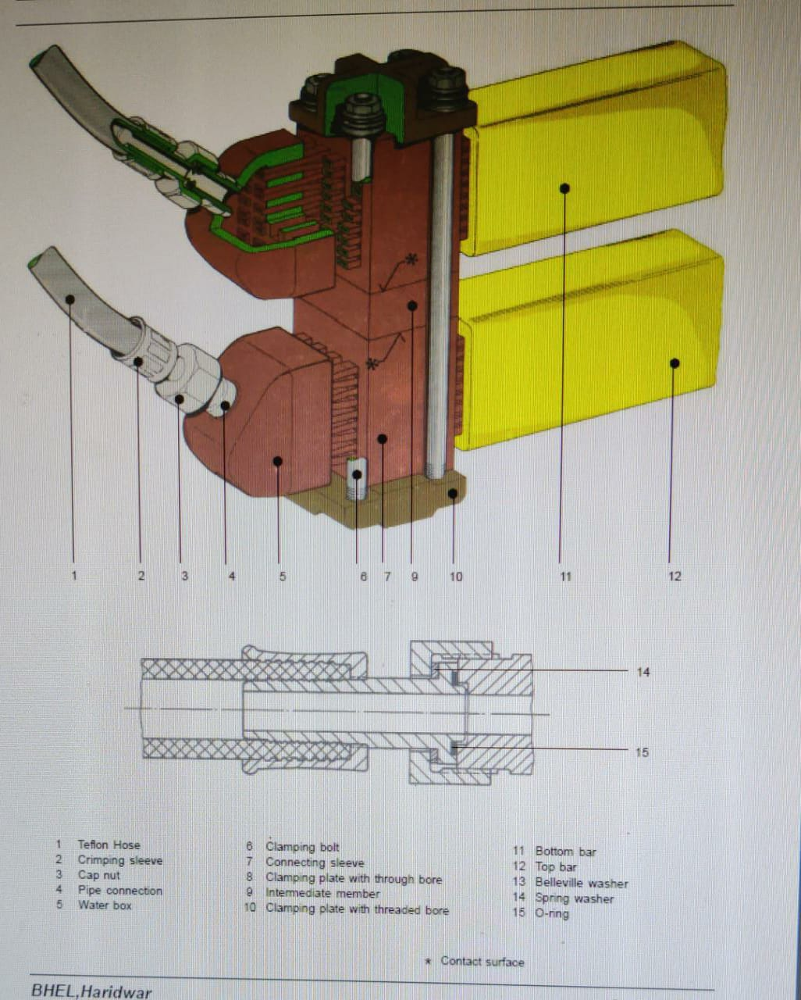 *
*
1 2 3 4 5 6 7 9 10 11 12
14
15
1 Teflon Hose
2 Crimping sleeve
3 Cap nut
4 Pipe connection
5 Water box
6 Clamping bolt
7 Connecting sleeve
8 Clamping plate with through bore
9 Intermediate member
10 Clamping plate with threaded bore
11 Bottom bar
12 Top bar
13 Belleville washer
14 Spring washer
15 O-ring
* Contact surface
BHEL,Haridwar